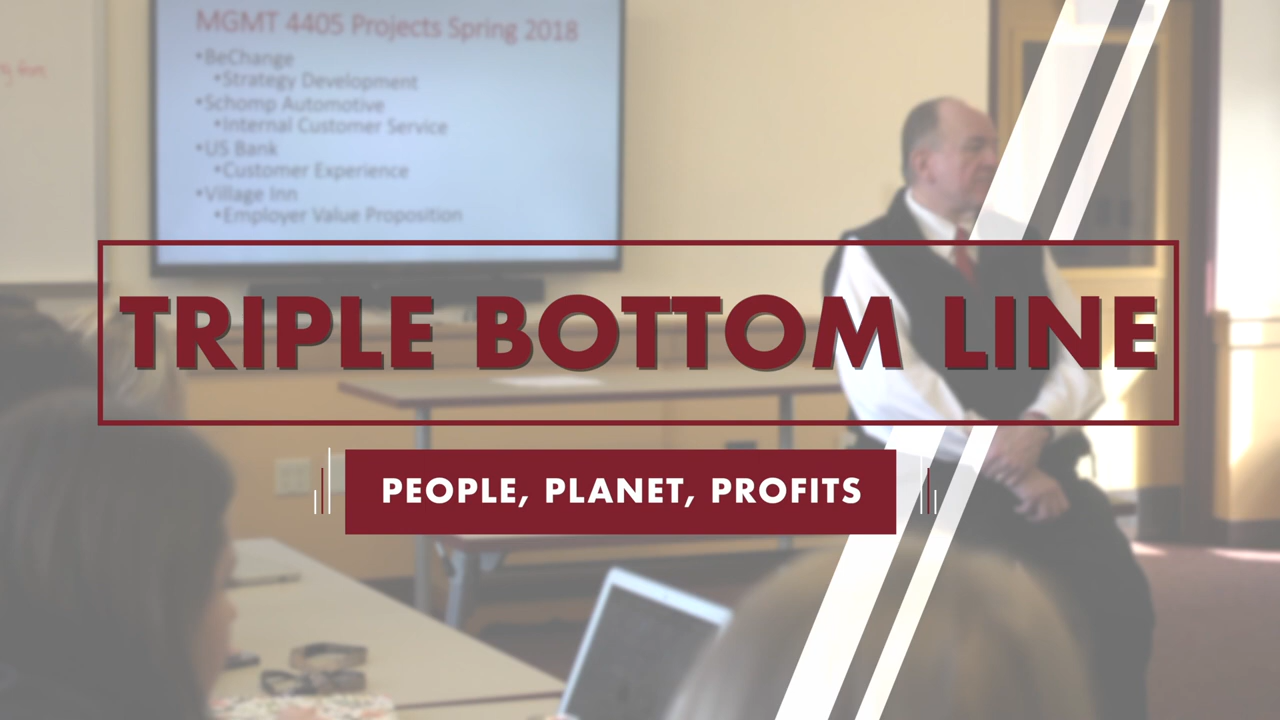 MGMT 4405 Projects Spring 2018
•BeChange
•Strategy Development
•Schomp Automotive
•Internal Customer Service
•US Bank
•Customer Experience
•Village Inn
•Employer Value Proposition
TRIPLE BOTTOM LINE
PEOPLE, PLANET, PROFITS